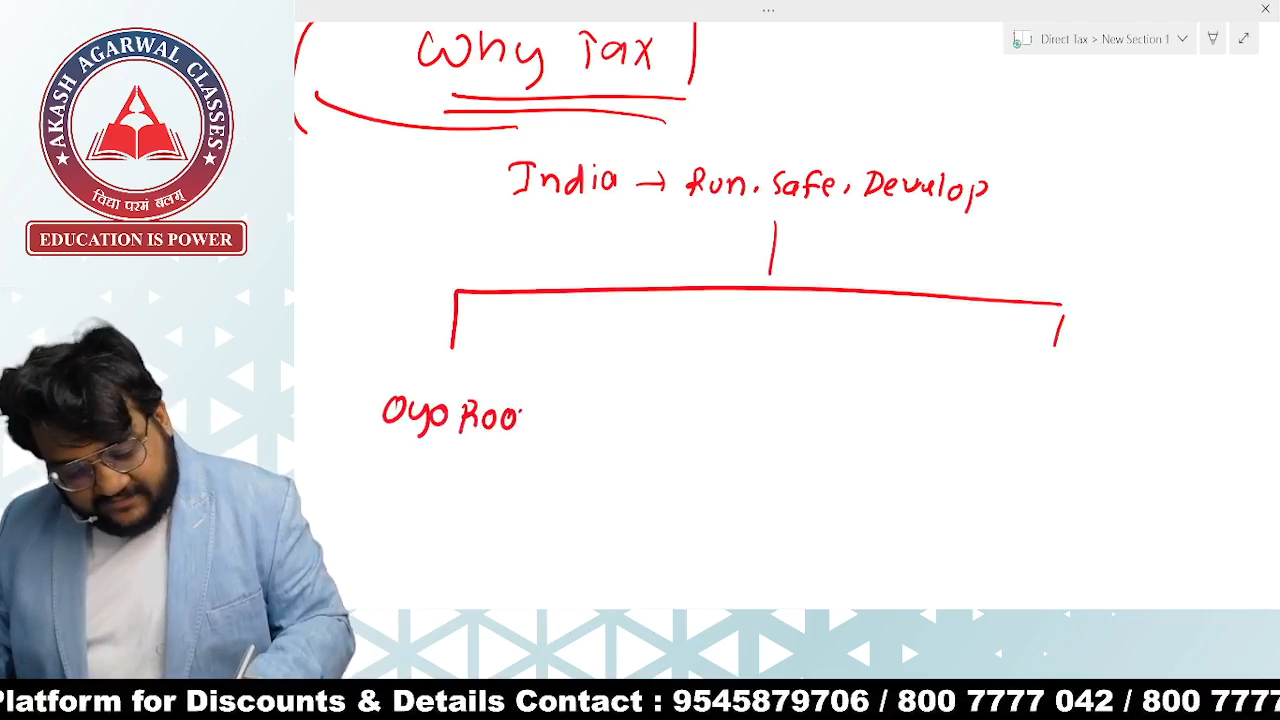 AKASH AGARWAL CLASSES
विद्या परमं बलम्
EDUCATION IS POWER
Direct Tax > New Section 1
Why Tax
India → Run. Safe. Develop
Oyo Roo
Platform for Discounts & Details Contact : 9545879706 / 800 7777 042 / 800 7777